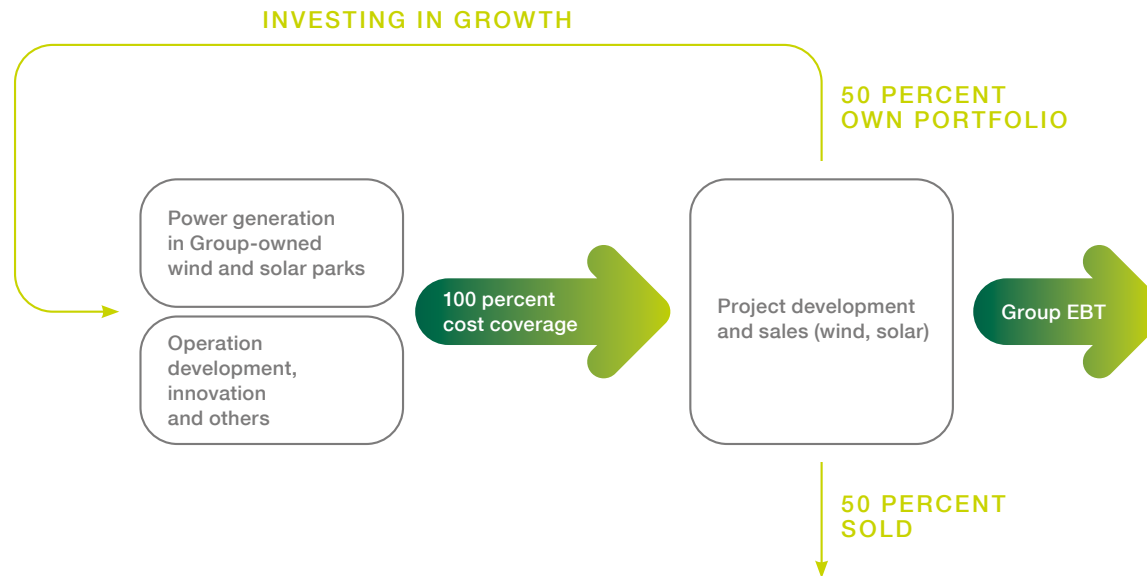 INVESTING IN GROWTH
50 PERCENT
OWN PORTFOLIO
Power generation
in Group-owned
wind and solar parks
Operation
development,
innovation
and others
100 percent
cost coverage
Project development
and sales (wind, solar)
Group EBT
50 PERCENT
SOLD